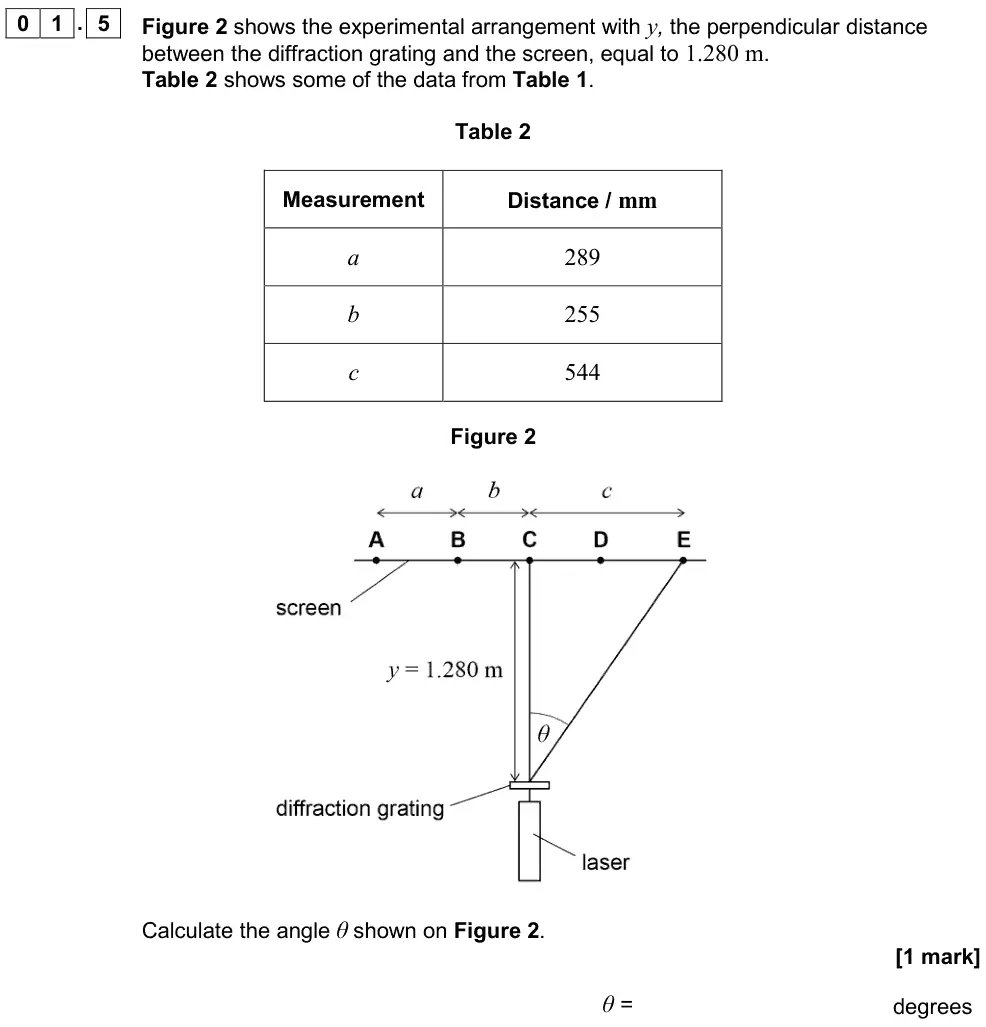 0 1 . 5 Figure 2 shows the experimental arrangement with y, the perpendicular distance
between the diffraction grating and the screen, equal to 1.280 m.
Table 2 shows some of the data from Table 1.
Table 2
Measurement Distance / mm
a 289
b 255
c 544
Figure 2
a b c
A B C D E
screen
y = 1.280 m
θ
diffraction grating
laser
Calculate the angle θ shown on Figure 2.
[1 mark]
θ = degrees